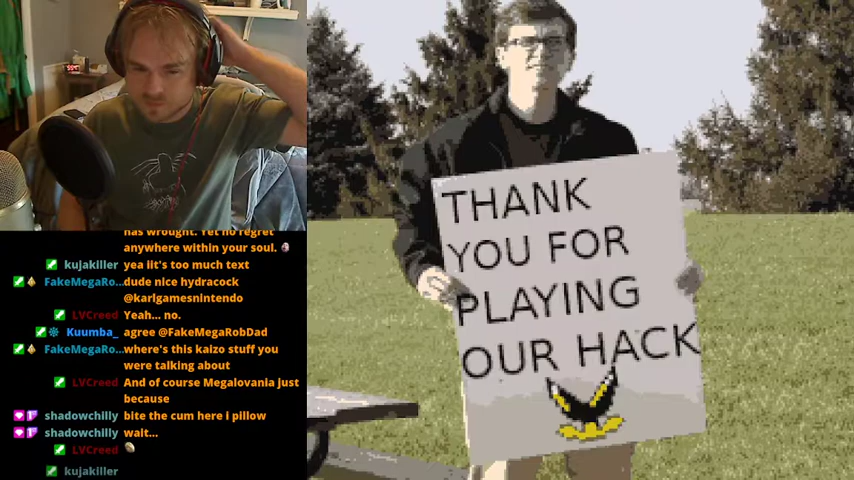 has wrought. Yet no regret
anywhere within your soul.
kujakiller yea iit's too much text
FakeMegaRo... dude nice hydracock
@karlgamesnintendo
LVCreed Yeah... no.
Kuumba_ agree @FakeMegaRobDad
FakeMegaRo... where's this kaizo stuff you
were talking about
LVCreed And of course Megalovania just
because
shadowchilly bite the cum here i pillow
shadowchilly wait...
LVCreed
kujakiller
THANK
YOU FOR
PLAYING
OUR HACK